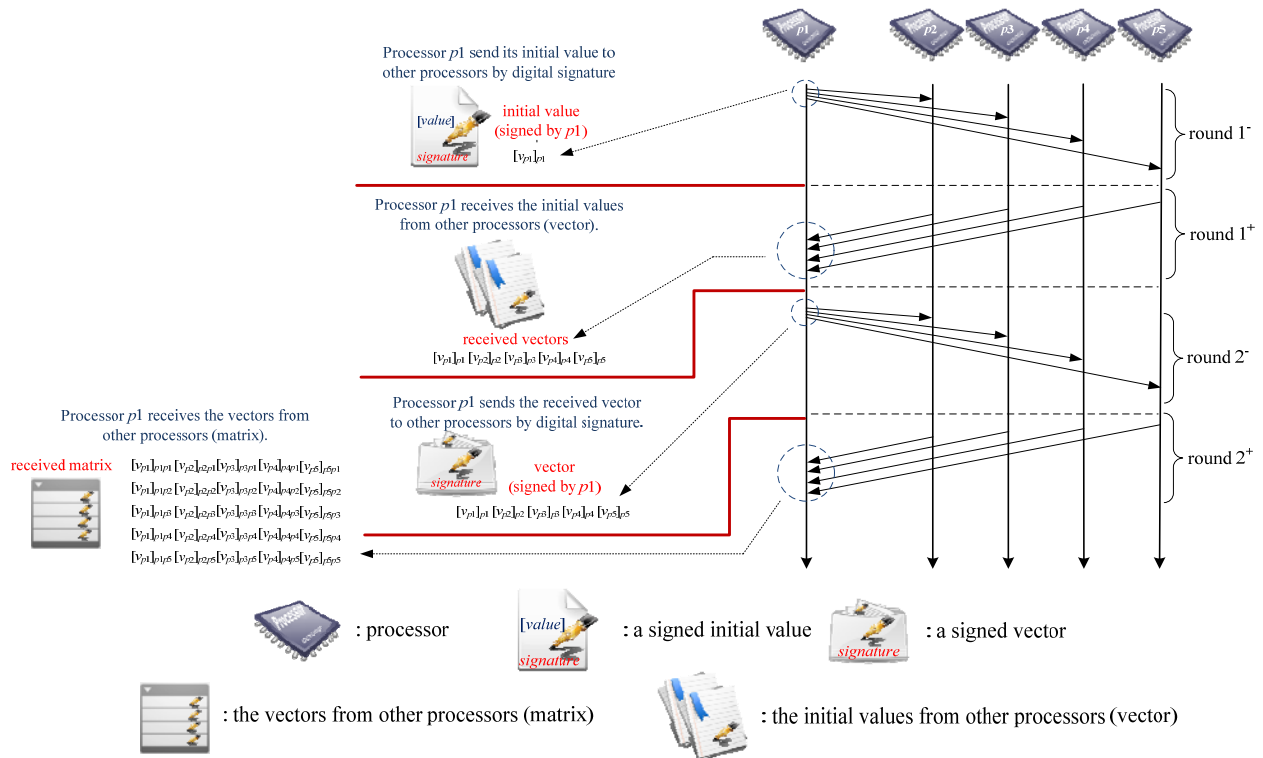 p1
p2
p3
p4
p5
Processor p1 send its initial value to
other processors by digital signature
[value]
signature
initial value
(signed by p1)
[vp1]p1
round 1-
Processor p1 receives the initial values
from other processors (vector).
received vectors
[vp1]p1 [vp2]p2 [vp3]p3 [vp4]p4 [vp5]p5
round 1+
round 2-
Processor p1 sends the received vector
to other processors by digital signature.
signature
vector
(signed by p1)
[vp1]p1 [vp2]p2 [vp3]p3 [vp4]p4 [vp5]p5
Processor p1 receives the vectors from
other processors (matrix).
received matrix
[vp1]p1p1 [vp2]p2p1 [vp3]p3p1 [vp4]p4p1 [vp5]p5p1
[vp1]p1p2 [vp2]p2p2 [vp3]p3p2 [vp4]p4p2 [vp5]p5p2
[vp1]p1p3 [vp2]p2p3 [vp3]p3p3 [vp4]p4p3 [vp5]p5p3
[vp1]p1p4 [vp2]p2p4 [vp3]p3p4 [vp4]p4p4 [vp5]p5p4
[vp1]p1p5 [vp2]p2p5 [vp3]p3p5 [vp4]p4p5 [vp5]p5p5
round 2+
: processor
[value]
signature
: a signed initial value
signature
: a signed vector
: the vectors from other processors (matrix)
: the initial values from other processors (vector)